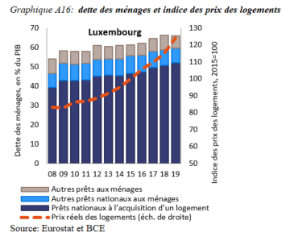 Graphique A16: dette des ménages et indice des prix des logements
Luxembourg
Dette des ménages, en % du PIB
70
60
50
40
30
20
10
0
130
120
110
100
90
80
70
60
50
Indice des prix des logements, 2015=100
08 09 10 11 12 13 14 15 16 17 18 19
Autres prêts aux ménages
Autres prêts nationaux aux ménages
Prêts nationaux à l'acquisition d'un logement
Prix réels des logements (éch. de droite)
Source: Eurostat et BCE